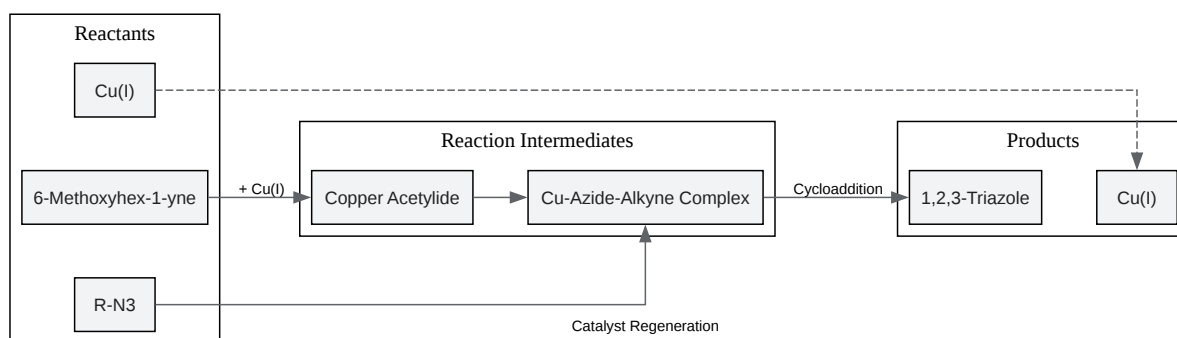 Reactants
Cu(I)
6-Methoxyhex-1-yne
R-N3
+ Cu(I)
Reaction Intermediates
Copper Acetylide
Cu-Azide-Alkyne Complex
Cycloaddition
Products
1,2,3-Triazole
Cu(I)
Catalyst Regeneration